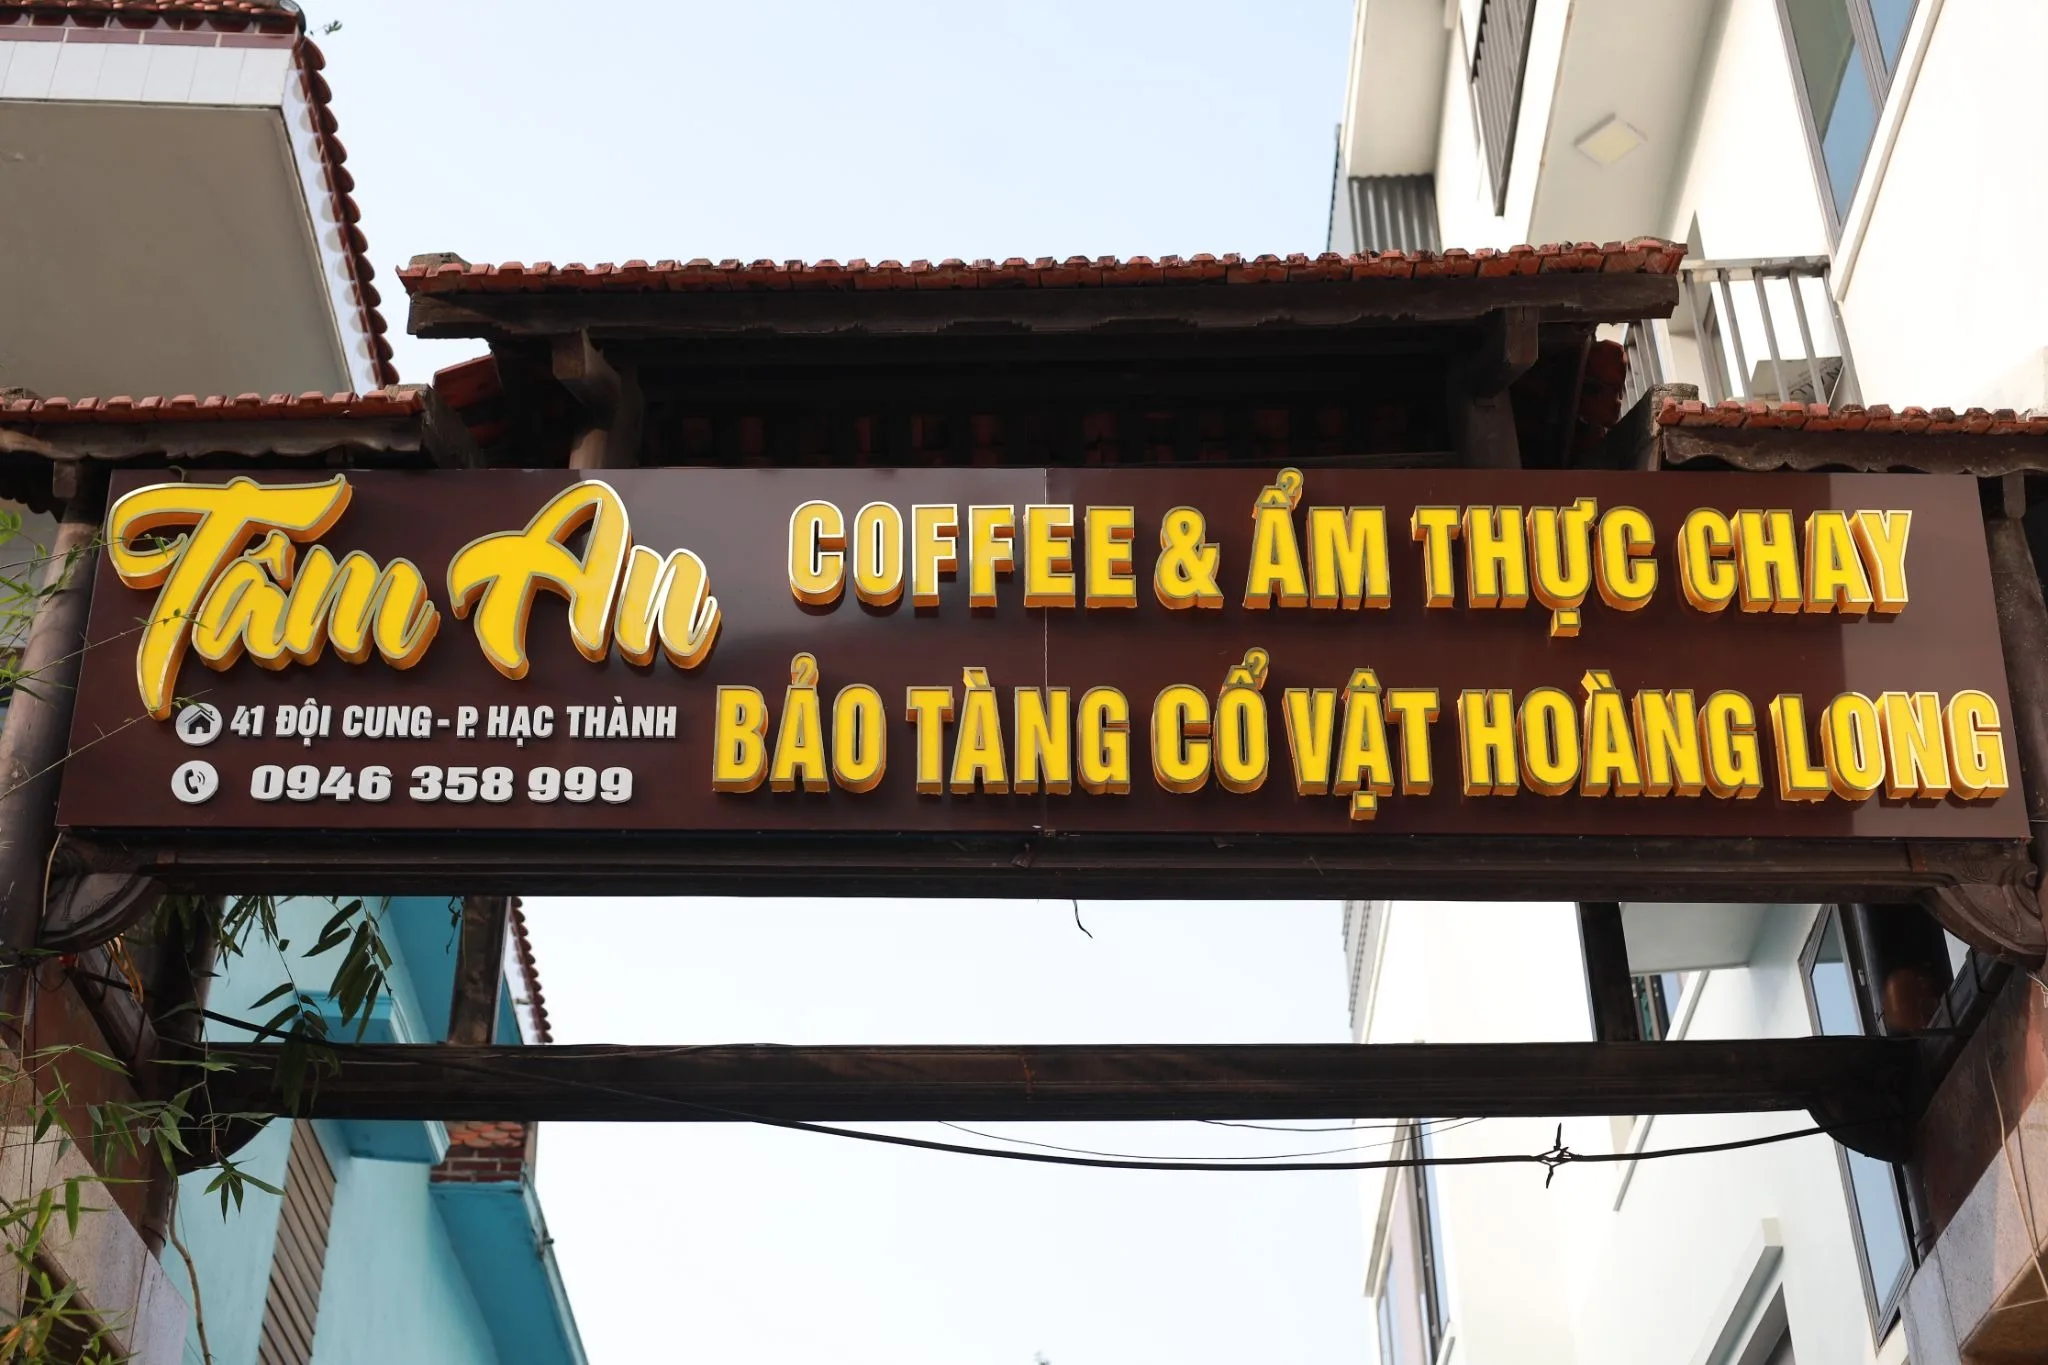 Tâm An
41 ĐỘI CUNG - P. HẠC THÀNH
0946 358 999
COFFEE & ẨM THỰC CHAY
BẢO TÀNG CỔ VẬT HOÀNG LONG